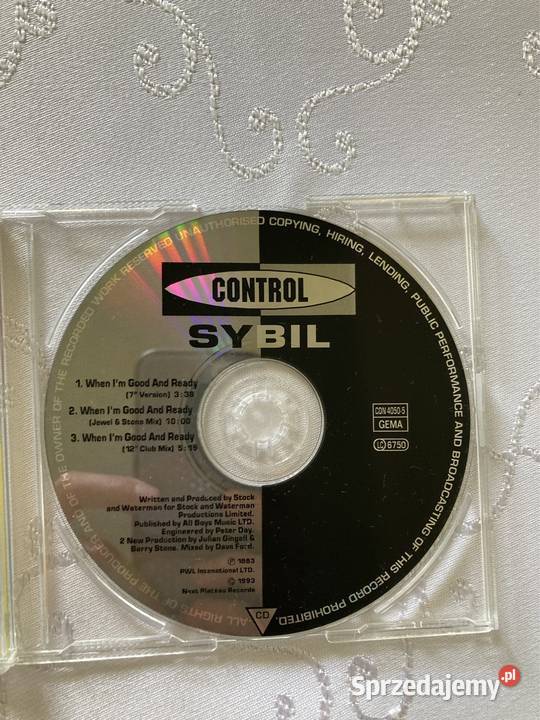 -ALL RIGHTS OF THE PRODUCER AND OF THE OWNER OF THE RECORDED WORK RESERVED UNAUTHORISED COPYING, HIRING, LENDING, PUBLIC PERFORMANCE AND BROADCASTING OF THIS RECORD PROHIBITED.
CONTROL
SYBIL
1. When I'm Good And Ready
(7" Version) 3:38
2. When I'm Good And Ready
(Jewel & Stone Mix) 10:00
3. When I'm Good And Ready
(12" Club Mix) 5:15
CON 4050-5
GEMA
LC 6750
Written and Produced by Stock
and Waterman for Stock and Waterman
Productions Limited.
Published by All Boys Music LTD.
Engineered by Peter Day.
2 New Production by Julian Gingell &
Barry Stone. Mixed by Dave Ford.
℗ 1993
PWL International LTD.
© 1993
Next Plateau Records
CD
Sprzedajemy.pl